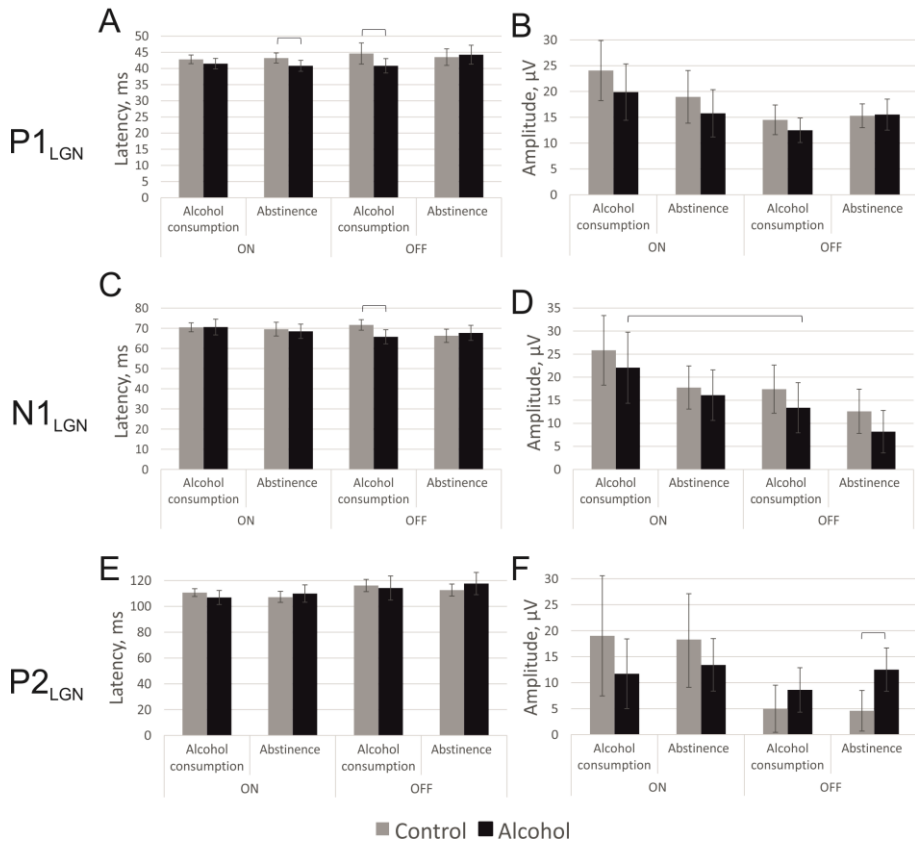 A
50
45
40
35
30
25
20
15
10
5
0
Latency, ms
Alcohol consumption
Abstinence
Alcohol consumption
Abstinence
ON
OFF
B
30
25
20
15
10
5
0
Amplitude, µV
Alcohol consumption
Abstinence
Alcohol consumption
Abstinence
ON
OFF
P1LGN
C
80
70
60
50
40
30
20
10
0
Latency, ms
Alcohol consumption
Abstinence
Alcohol consumption
Abstinence
ON
OFF
D
35
30
25
20
15
10
5
0
Amplitude, µV
Alcohol consumption
Abstinence
Alcohol consumption
Abstinence
ON
OFF
N1LGN
E
120
100
80
60
40
20
0
Latency, ms
Alcohol consumption
Abstinence
Alcohol consumption
Abstinence
ON
OFF
F
30
25
20
15
10
5
0
Amplitude, µV
Alcohol consumption
Abstinence
Alcohol consumption
Abstinence
ON
OFF
P2LGN
Control
Alcohol